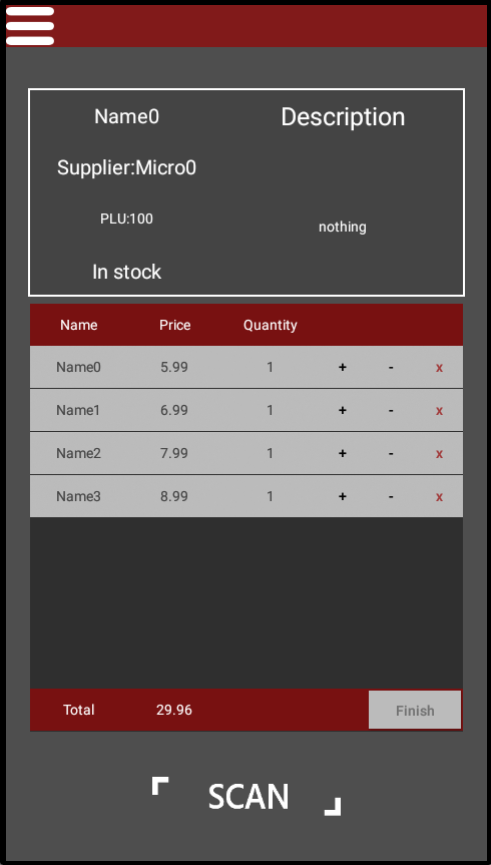 Name0 Description
Supplier:Micro0
PLU:100
nothing
In stock
Name Price Quantity
Name0 5.99 1 + - x
Name1 6.99 1 + - x
Name2 7.99 1 + - x
Name3 8.99 1 + - x
Total 29.96 Finish
SCAN